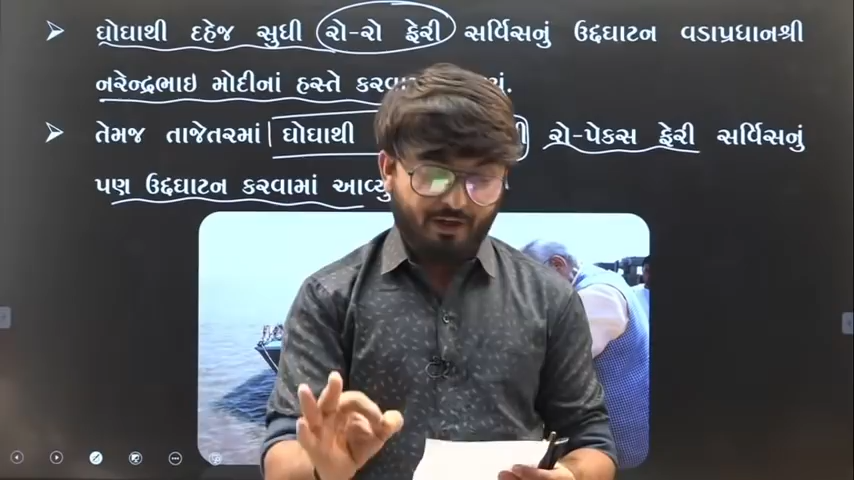 ➢ ઘોઘાથી દહેજ સુધી રો-રો ફેરી સર્વિસનું ઉદ્દઘાટન વડાપ્રધાનશ્રી
નરેન્દ્રભાઇ મોદીનાં હસ્તે
➢ તેમજ તાજેતરમાં ઘોઘાથી રો-પેક્સ ફેરી સર્વિસનું
પણ ઉદ્દઘાટન કરવામાં